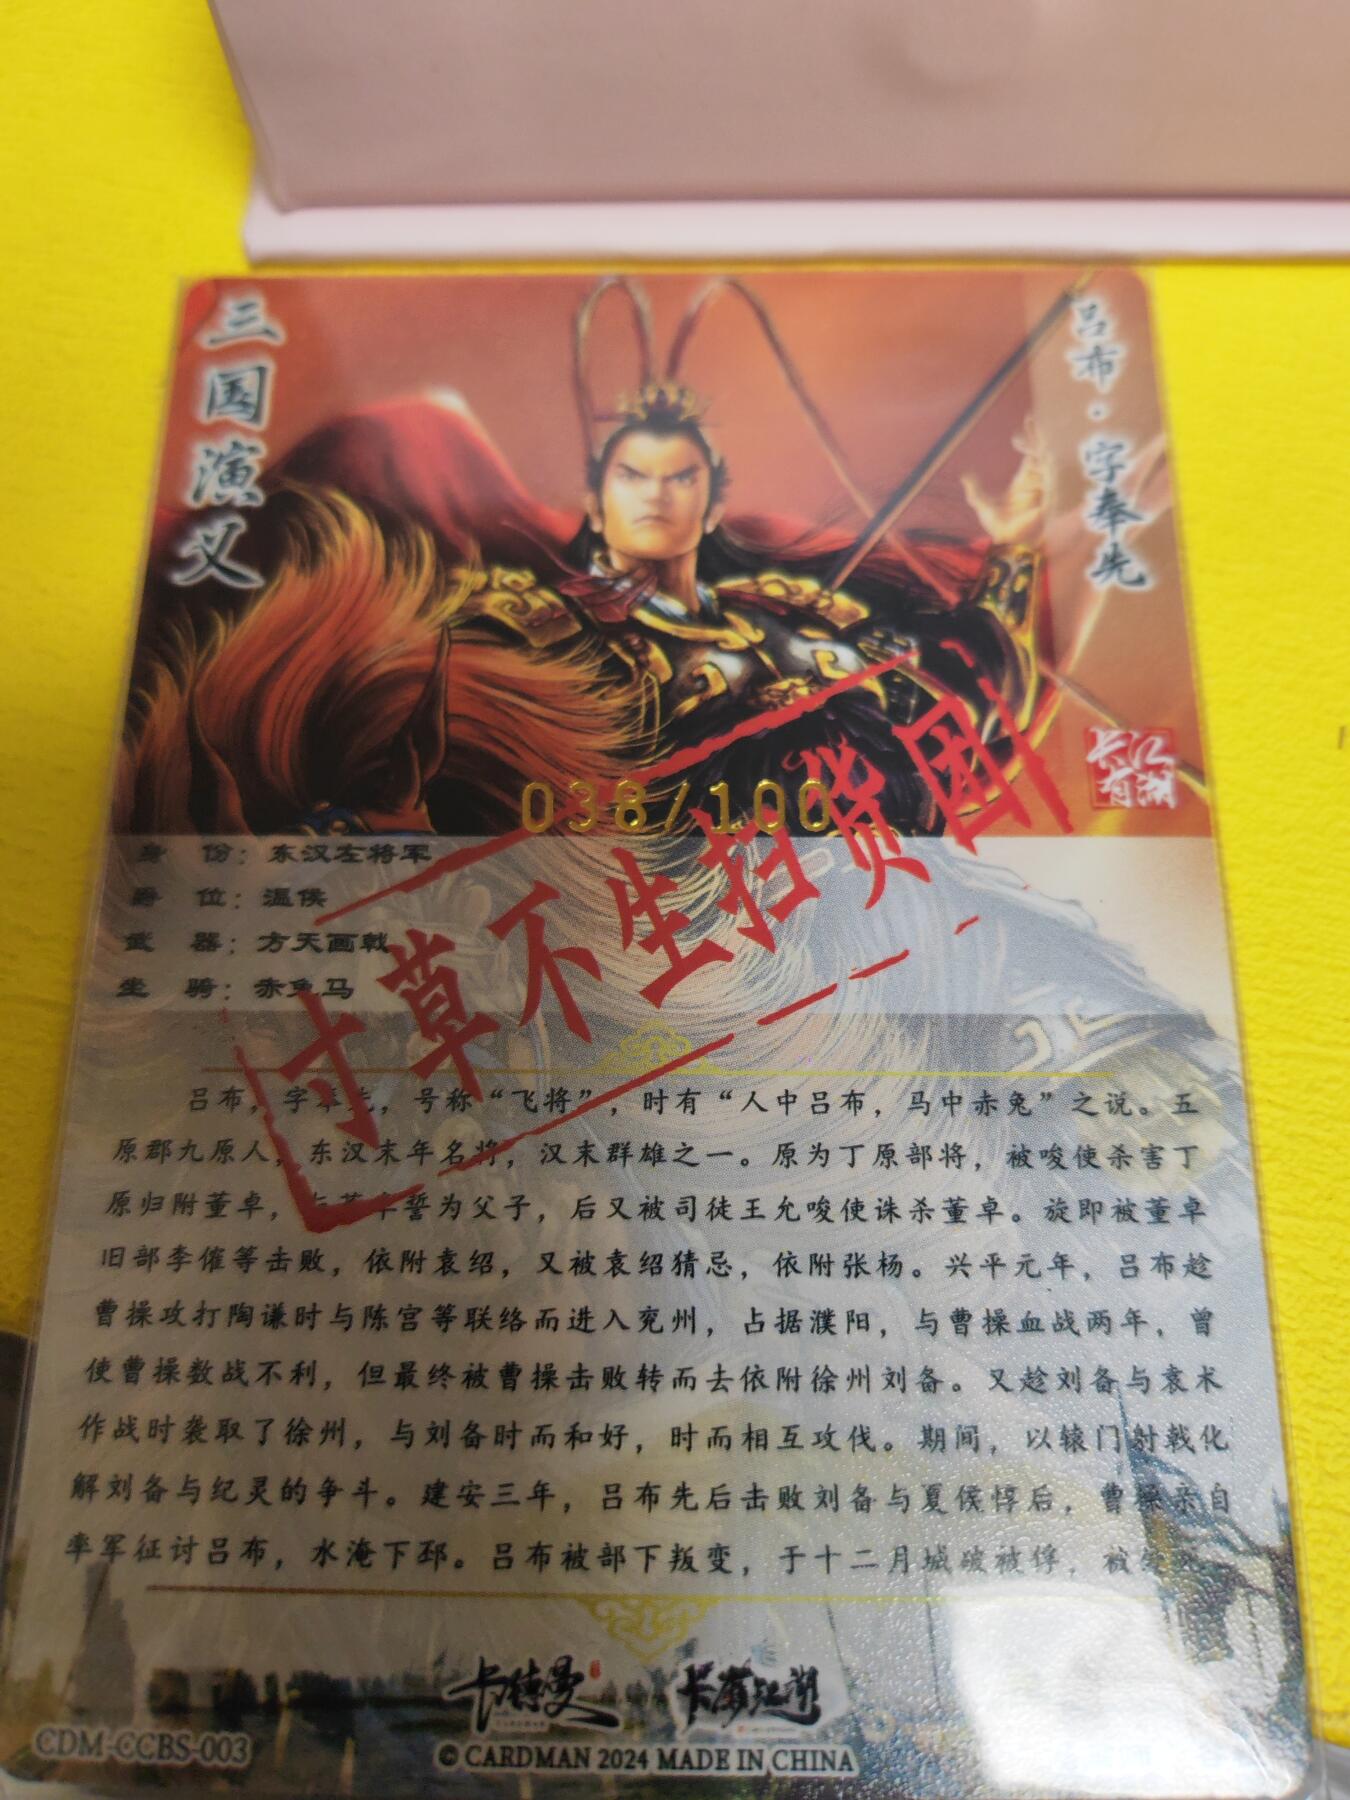 三国演义
吕布·字奉先
卡有江湖
038/100
寸草不生扫货团
身 份：东汉左将军
爵 位：温侯
武 器：方天画戟
坐 骑：赤兔马
吕布，字奉先，号称“飞将”，时有“人中吕布，马中赤兔”之说。五
原郡九原人，东汉末年名将，汉末群雄之一。原为丁原部将，被唆使杀害丁
原归附董卓，与董卓誓为父子，后又被司徒王允唆使诛杀董卓。旋即被董卓
旧部李傕等击败，依附袁绍，又被袁绍猜忌，依附张杨。兴平元年，吕布趁
曹操攻打陶谦时与陈宫等联络而进入兖州，占据濮阳，与曹操血战两年，曾
使曹操数战不利，但最终被曹操击败转而去依附徐州刘备。又趁刘备与袁术
作战时袭取了徐州，与刘备时而和好，时而相互攻伐。期间，以辕门射戟化
解刘备与纪灵的争斗。建安三年，吕布先后击败刘备与夏侯惇后，曹操亲自
率军征讨吕布，水淹下邳。吕布被部下叛变，于十二月城破被俘，被
卡德曼 卡有江湖
CDM-CCBS-003
© CARDMAN 2024 MADE IN CHINA